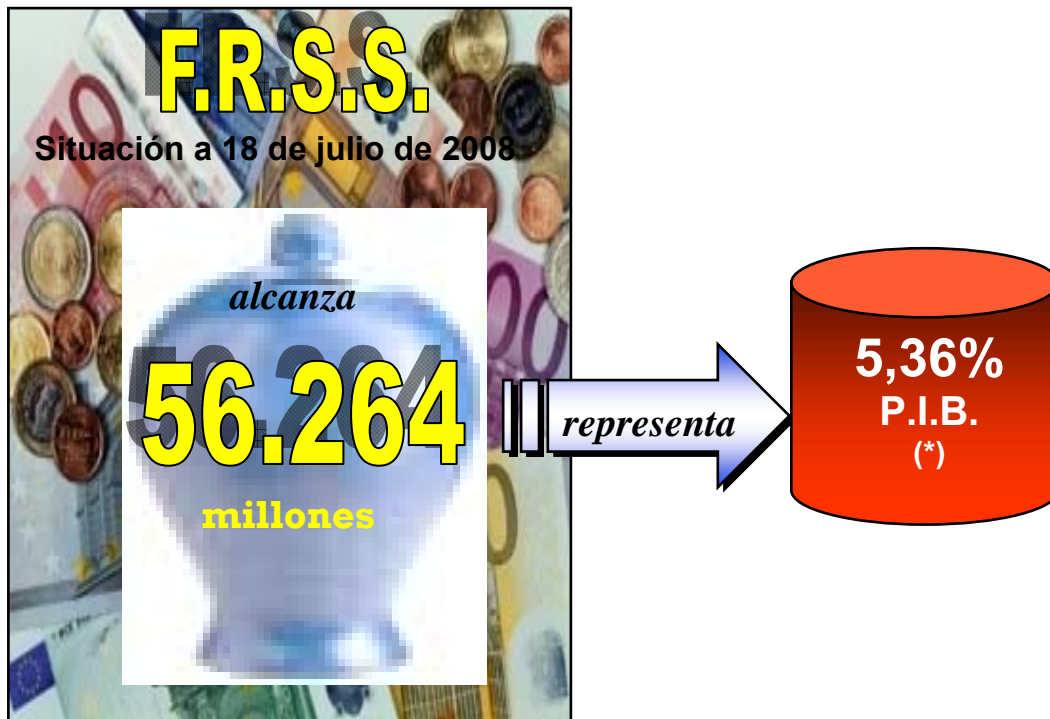 F.R.S.S.
Situación a 18 de julio de 2008
alcanza
56.264
millones
representa
5,36%
P.I.B.
(*)